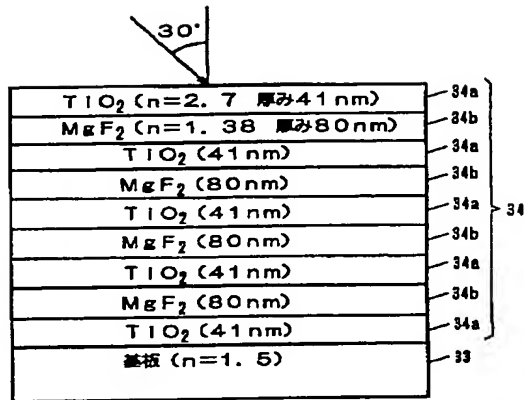 30°
TiO2 (n=2.7 厚み41nm) 34a
MgF2 (n=1.38 厚み80nm) 34b
TiO2 (41nm) 34a
MgF2 (80nm) 34b
TiO2 (41nm) 34a
34
MgF2 (80nm) 34b
TiO2 (41nm) 34a
MgF2 (80nm) 34b
TiO2 (41nm) 34a
基板 (n=1.5) 33